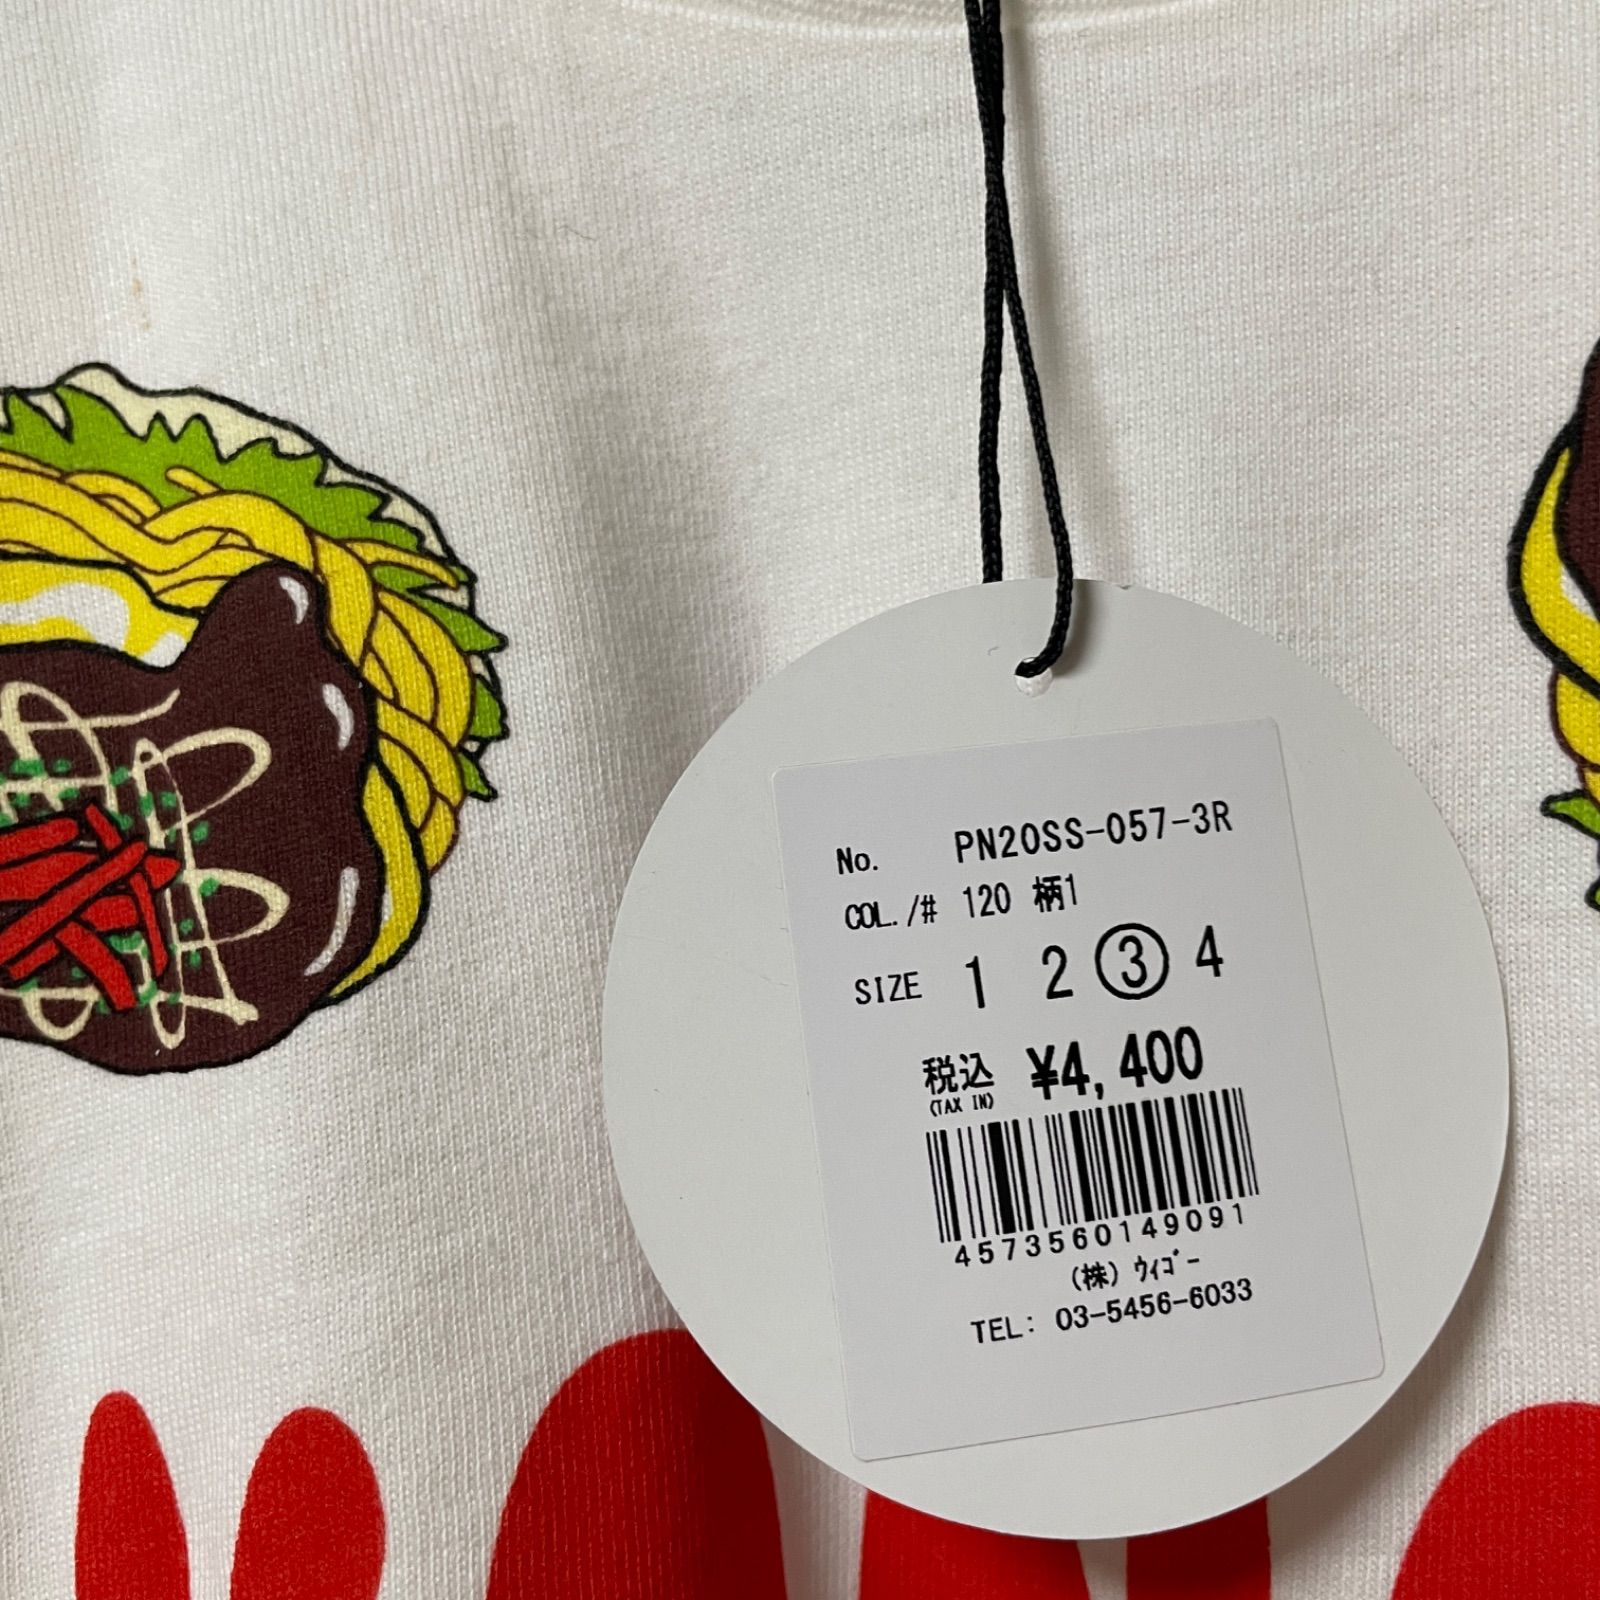 No. PN20SS-057-3R
COL./# 120 柄1
SIZE 1 2 ③ 4
税込 ¥4,400
(TAX IN)
4573560149091
(株)ｳｨｺﾞｰ
TEL: 03-5456-6033